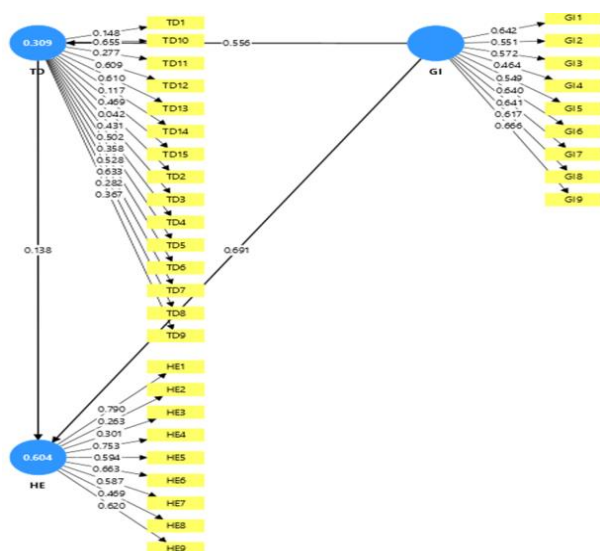 TD1
TD10
TD11
TD12
TD13
TD14
TD15
TD2
TD3
TD4
TD5
TD6
TD7
TD8
TD9
0.148
0.655
0.277
0.609
0.610
0.117
0.469
0.042
0.431
0.502
0.358
0.528
0.633
0.282
0.367
0.309
TD
0.556
GI
0.642
0.551
0.572
0.464
0.549
0.640
0.641
0.617
0.666
GI1
GI2
GI3
GI4
GI5
GI6
GI7
GI8
GI9
0.138
0.691
HE1
HE2
HE3
HE4
HE5
HE6
HE7
HE8
HE9
0.790
0.263
0.301
0.753
0.594
0.663
0.587
0.469
0.620
0.604
HE